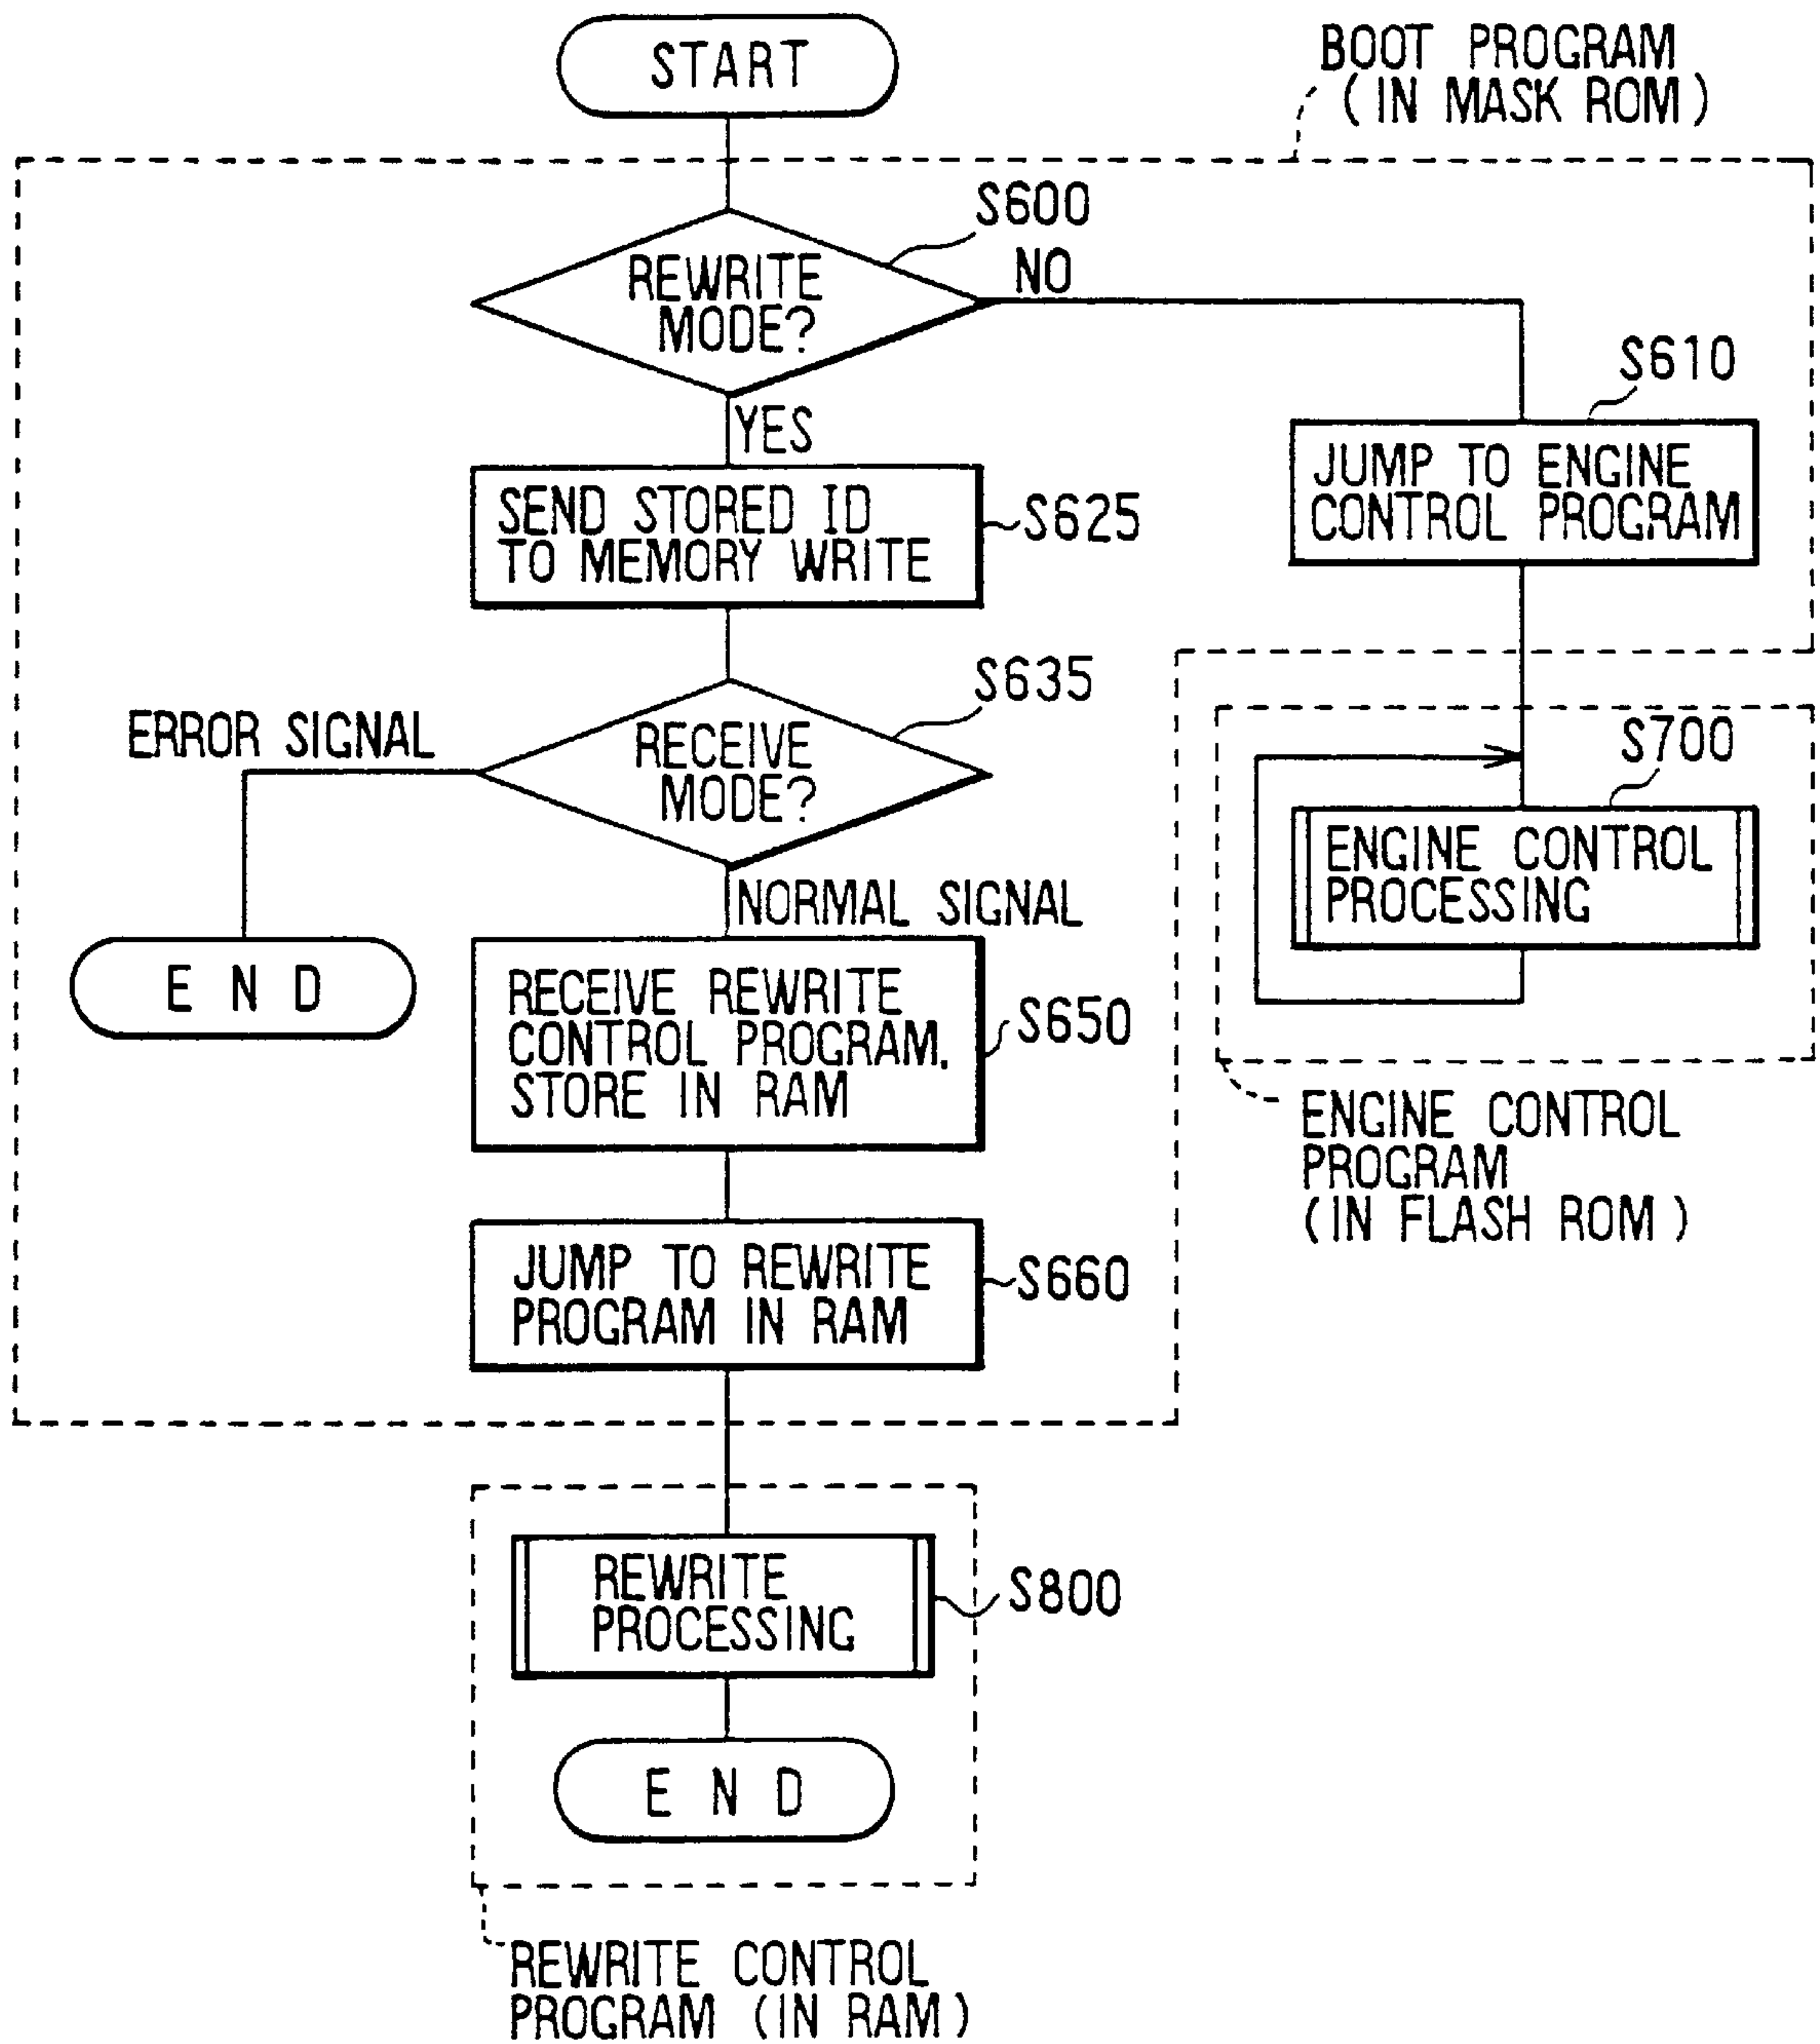 START
BOOT PROGRAM
(IN MASK ROM)
S600
REWRITE
MODE?
NO
YES
S610
JUMP TO ENGINE
CONTROL PROGRAM
SEND STORED ID
TO MEMORY WRITE
S625
S635
RECEIVE
MODE?
ERROR SIGNAL
NORMAL SIGNAL
S700
ENGINE CONTROL
PROCESSING
END
RECEIVE REWRITE
CONTROL PROGRAM.
STORE IN RAM
S650
ENGINE CONTROL
PROGRAM
(IN FLASH ROM)
JUMP TO REWRITE
PROGRAM IN RAM
S660
REWRITE
PROCESSING
S800
END
REWRITE CONTROL
PROGRAM (IN RAM)